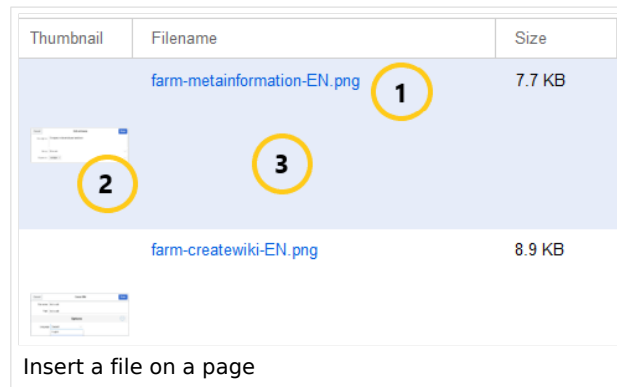 Thumbnail Filename Size
farm-metainformation-EN.png 1 7.7 KB
2 3
farm-createwiki-EN.png 8.9 KB
Insert a file on a page